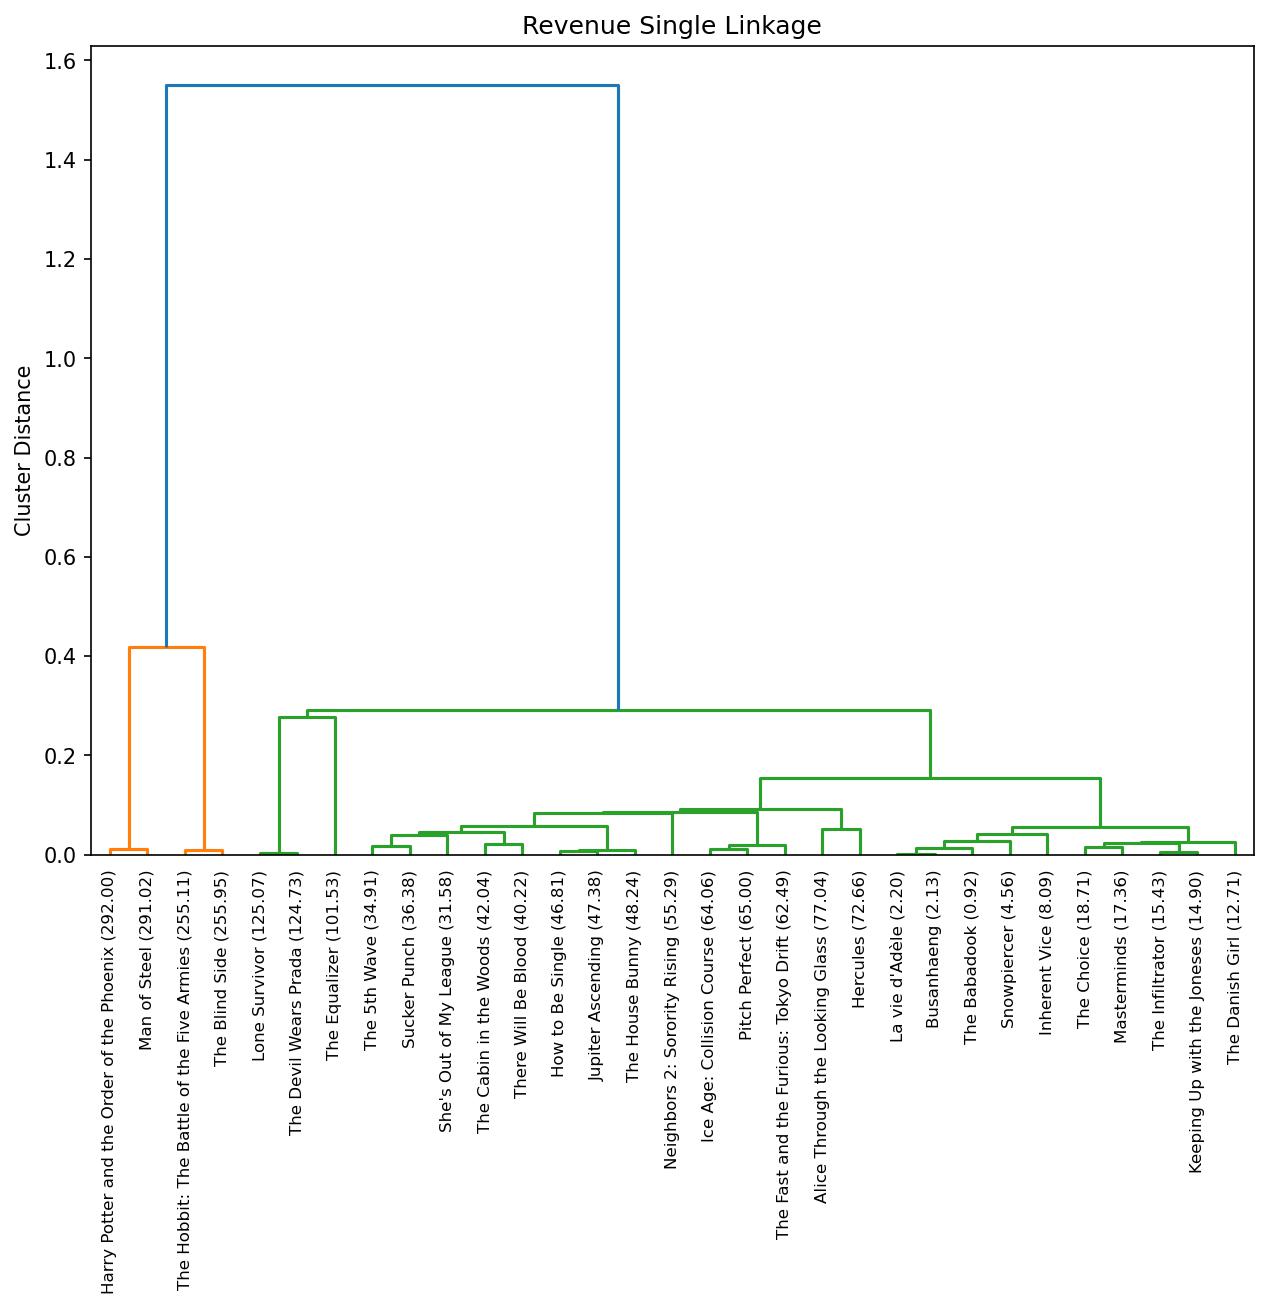 Revenue Single Linkage
Cluster Distance
1.6
1.4
1.2
1.0
0.8
0.6
0.4
0.2
0.0
Harry Potter and the Order of the Phoenix (292.00)
Man of Steel (291.02)
The Hobbit: The Battle of the Five Armies (255.11)
The Blind Side (255.95)
Lone Survivor (125.07)
The Devil Wears Prada (124.73)
The Equalizer (101.53)
The 5th Wave (34.91)
Sucker Punch (36.38)
She's Out of My League (31.58)
The Cabin in the Woods (42.04)
There Will Be Blood (40.22)
How to Be Single (46.81)
Jupiter Ascending (47.38)
The House Bunny (48.24)
Neighbors 2: Sorority Rising (55.29)
Ice Age: Collision Course (64.06)
Pitch Perfect (65.00)
The Fast and the Furious: Tokyo Drift (62.49)
Alice Through the Looking Glass (77.04)
Hercules (72.66)
La vie d'Adèle (2.20)
Busanhaeng (2.13)
The Babadook (0.92)
Snowpiercer (4.56)
Inherent Vice (8.09)
The Choice (18.71)
Masterminds (17.36)
The Infiltrator (15.43)
Keeping Up with the Joneses (14.90)
The Danish Girl (12.71)